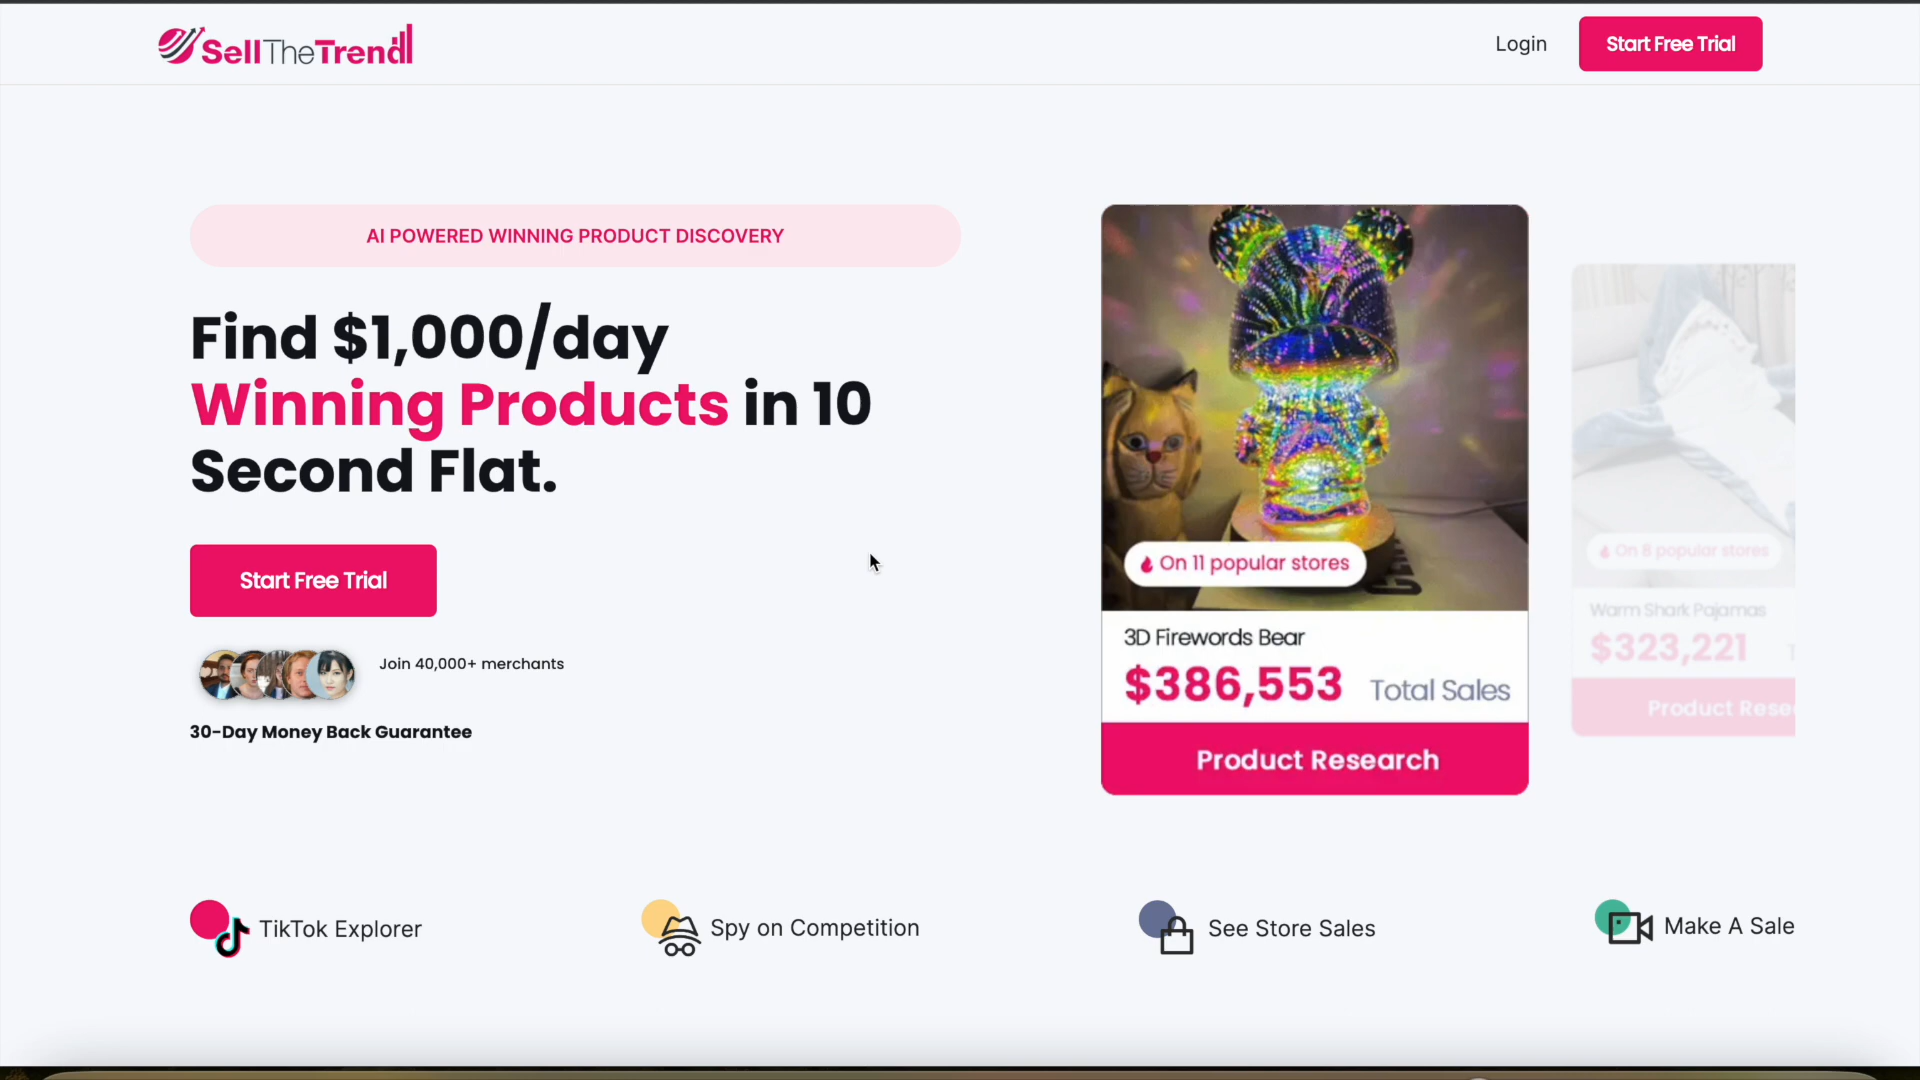 SellTheTrend
Login
Start Free Trial
AI POWERED WINNING PRODUCT DISCOVERY
Find $1,000/day
Winning Products in 10
Second Flat.
Start Free Trial
Join 40,000+ merchants
30-Day Money Back Guarantee
On 11 popular stores
3D Firewords Bear
$386,553 Total Sales
Product Research
On 8 popular stores
Warm Shark Pajamas
$323,221
Product Rese
TikTok Explorer
Spy on Competition
See Store Sales
Make A Sale